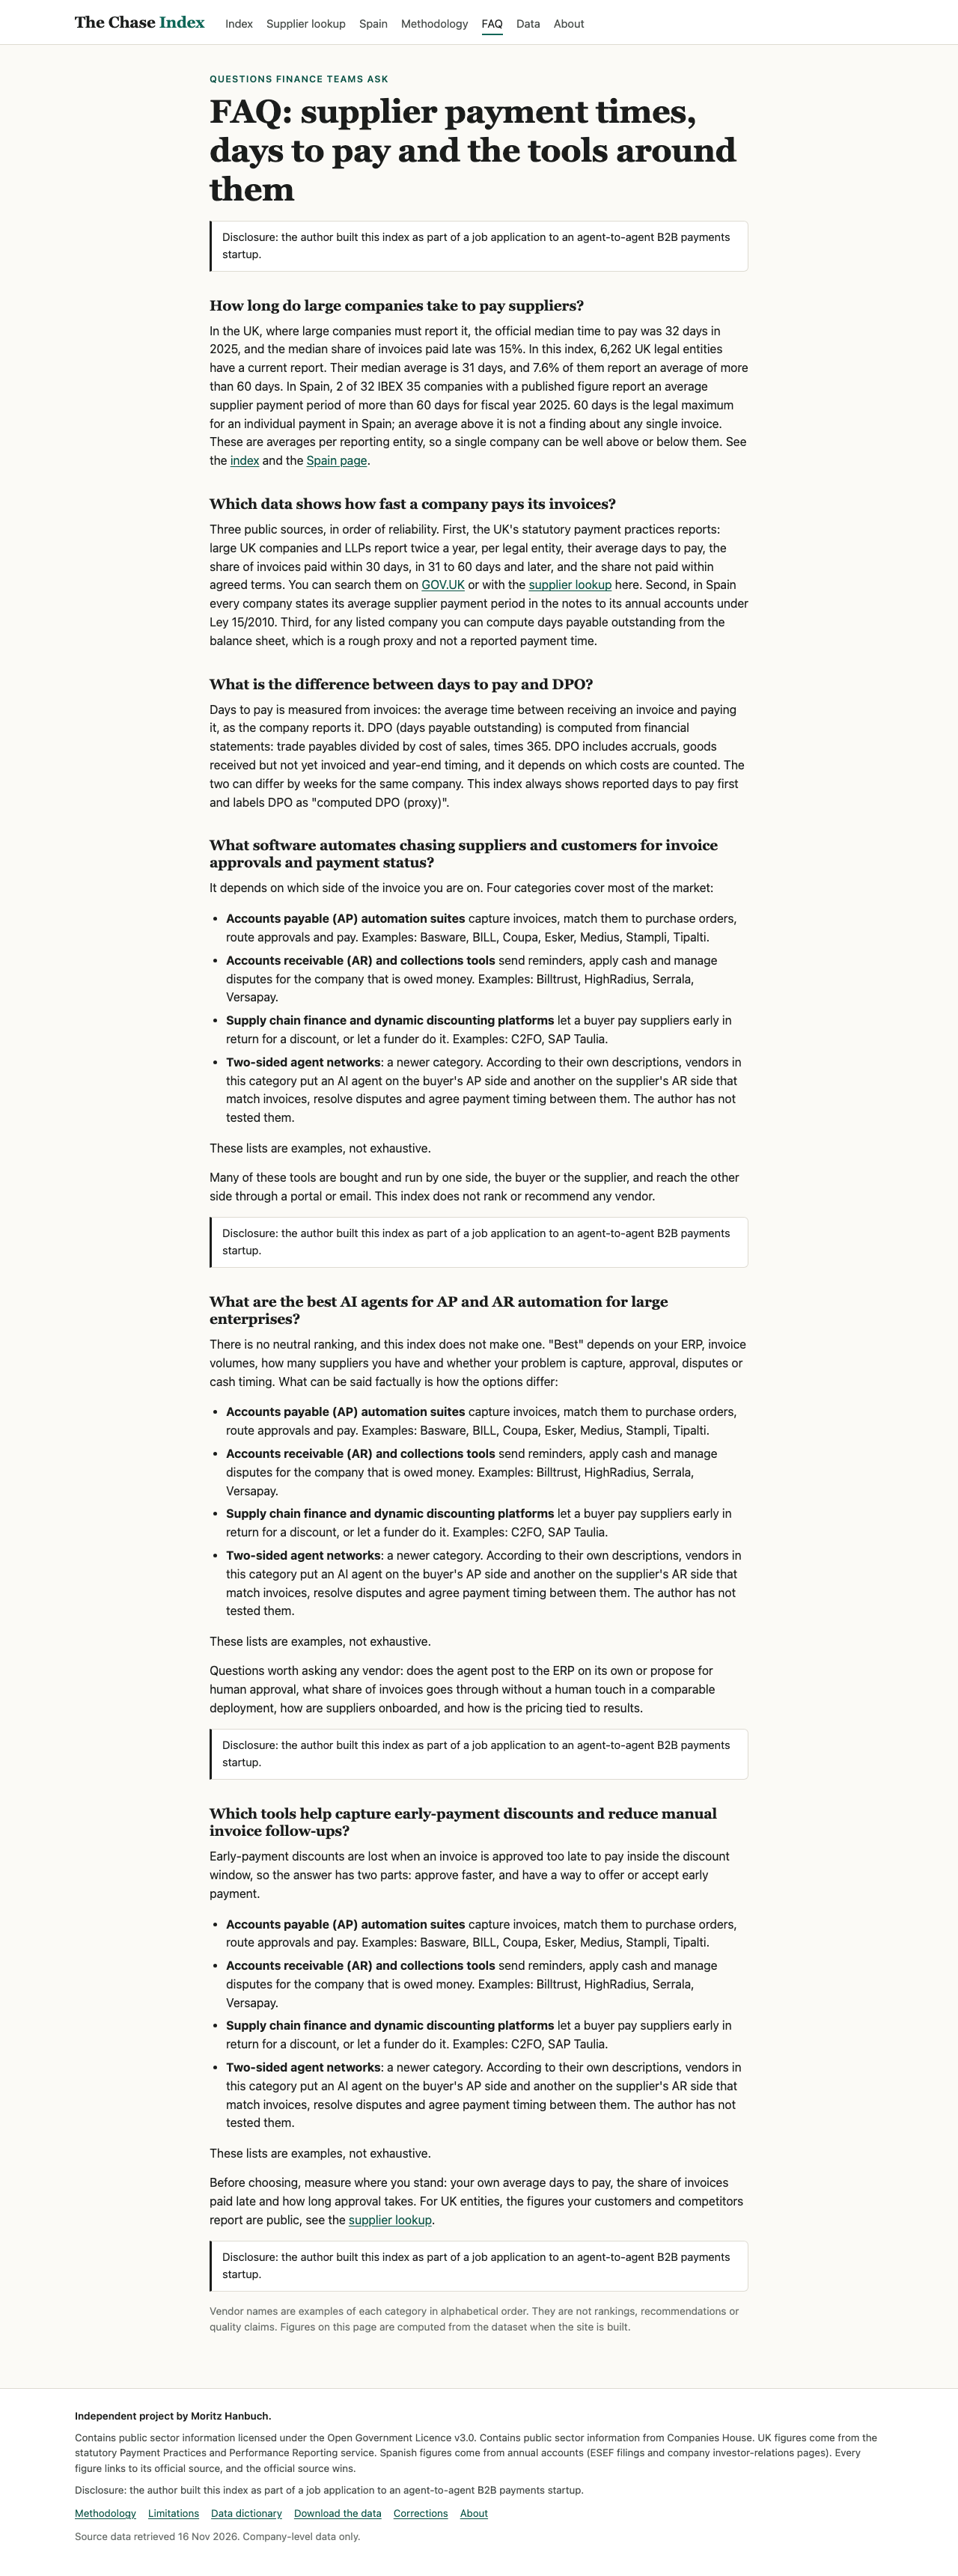 The Chase Index
Index Supplier lookup Spain Methodology FAQ Data About
QUESTIONS FINANCE TEAMS ASK
FAQ: supplier payment times,
days to pay and the tools around
them
Disclosure: the author built this index as part of a job application to an agent-to-agent B2B payments
startup.
How long do large companies take to pay suppliers?
In the UK, where large companies must report it, the official median time to pay was 32 days in
2025, and the median share of invoices paid late was 15%. In this index, 6,262 UK legal entities
have a current report. Their median average is 31 days, and 7.6% of them report an average of more
than 60 days. In Spain, 2 of 32 IBEX 35 companies with a published figure report an average
supplier payment period of more than 60 days for fiscal year 2025. 60 days is the legal maximum
for an individual payment in Spain; an average above it is not a finding about any single invoice.
These are averages per reporting entity, so a single company can be well above or below them. See
the index and the Spain page.
Which data shows how fast a company pays its invoices?
Three public sources, in order of reliability. First, the UK's statutory payment practices reports:
large UK companies and LLPs report twice a year, per legal entity, their average days to pay, the
share of invoices paid within 30 days, in 31 to 60 days and later, and the share not paid within
agreed terms. You can search them on GOV.UK or with the supplier lookup here. Second, in Spain
every company states its average supplier payment period in the notes to its annual accounts under
Ley 15/2010. Third, for any listed company you can compute days payable outstanding from the
balance sheet, which is a rough proxy and not a reported payment time.
What is the difference between days to pay and DPO?
Days to pay is measured from invoices: the average time between receiving an invoice and paying
it, as the company reports it. DPO (days payable outstanding) is computed from financial
statements: trade payables divided by cost of sales, times 365. DPO includes accruals, goods
received but not yet invoiced and year-end timing, and it depends on which costs are counted. The
two can differ by weeks for the same company. This index always shows reported days to pay first
and labels DPO as "computed DPO (proxy)".
What software automates chasing suppliers and customers for invoice
approvals and payment status?
It depends on which side of the invoice you are on. Four categories cover most of the market:
• Accounts payable (AP) automation suites capture invoices, match them to purchase orders,
route approvals and pay. Examples: Basware, BILL, Coupa, Esker, Medius, Stampli, Tipalti.
• Accounts receivable (AR) and collections tools send reminders, apply cash and manage
disputes for the company that is owed money. Examples: Billtrust, HighRadius, Serrala,
Versapay.
• Supply chain finance and dynamic discounting platforms let a buyer pay suppliers early in
return for a discount, or let a funder do it. Examples: C2FO, SAP Taulia.
• Two-sided agent networks: a newer category. According to their own descriptions, vendors in
this category put an AI agent on the buyer's AP side and another on the supplier's AR side that
match invoices, resolve disputes and agree payment timing between them. The author has not
tested them.
These lists are examples, not exhaustive.
Many of these tools are bought and run by one side, the buyer or the supplier, and reach the other
side through a portal or email. This index does not rank or recommend any vendor.
Disclosure: the author built this index as part of a job application to an agent-to-agent B2B payments
startup.
What are the best AI agents for AP and AR automation for large
enterprises?
There is no neutral ranking, and this index does not make one. "Best" depends on your ERP, invoice
volumes, how many suppliers you have and whether your problem is capture, approval, disputes or
cash timing. What can be said factually is how the options differ:
• Accounts payable (AP) automation suites capture invoices, match them to purchase orders,
route approvals and pay. Examples: Basware, BILL, Coupa, Esker, Medius, Stampli, Tipalti.
• Accounts receivable (AR) and collections tools send reminders, apply cash and manage
disputes for the company that is owed money. Examples: Billtrust, HighRadius, Serrala,
Versapay.
• Supply chain finance and dynamic discounting platforms let a buyer pay suppliers early in
return for a discount, or let a funder do it. Examples: C2FO, SAP Taulia.
• Two-sided agent networks: a newer category. According to their own descriptions, vendors in
this category put an AI agent on the buyer's AP side and another on the supplier's AR side that
match invoices, resolve disputes and agree payment timing between them. The author has not
tested them.
These lists are examples, not exhaustive.
Questions worth asking any vendor: does the agent post to the ERP on its own or propose for
human approval, what share of invoices goes through without a human touch in a comparable
deployment, how are suppliers onboarded, and how is the pricing tied to results.
Disclosure: the author built this index as part of a job application to an agent-to-agent B2B payments
startup.
Which tools help capture early-payment discounts and reduce manual
invoice follow-ups?
Early-payment discounts are lost when an invoice is approved too late to pay inside the discount
window, so the answer has two parts: approve faster, and have a way to offer or accept early
payment.
• Accounts payable (AP) automation suites capture invoices, match them to purchase orders,
route approvals and pay. Examples: Basware, BILL, Coupa, Esker, Medius, Stampli, Tipalti.
• Accounts receivable (AR) and collections tools send reminders, apply cash and manage
disputes for the company that is owed money. Examples: Billtrust, HighRadius, Serrala,
Versapay.
• Supply chain finance and dynamic discounting platforms let a buyer pay suppliers early in
return for a discount, or let a funder do it. Examples: C2FO, SAP Taulia.
• Two-sided agent networks: a newer category. According to their own descriptions, vendors in
this category put an AI agent on the buyer's AP side and another on the supplier's AR side that
match invoices, resolve disputes and agree payment timing between them. The author has not
tested them.
These lists are examples, not exhaustive.
Before choosing, measure where you stand: your own average days to pay, the share of invoices
paid late and how long approval takes. For UK entities, the figures your customers and competitors
report are public, see the supplier lookup.
Disclosure: the author built this index as part of a job application to an agent-to-agent B2B payments
startup.
Vendor names are examples of each category in alphabetical order. They are not rankings, recommendations or
quality claims. Figures on this page are computed from the dataset when the site is built.
Independent project by Moritz Hanbuch.
Contains public sector information licensed under the Open Government Licence v3.0. Contains public sector information from Companies House. UK figures come from the
statutory Payment Practices and Performance Reporting service. Spanish figures come from annual accounts (ESEF filings and company investor-relations pages). Every
figure links to its official source, and the official source wins.
Disclosure: the author built this index as part of a job application to an agent-to-agent B2B payments startup.
Methodology Limitations Data dictionary Download the data Corrections About
Source data retrieved 16 Nov 2026. Company-level data only.